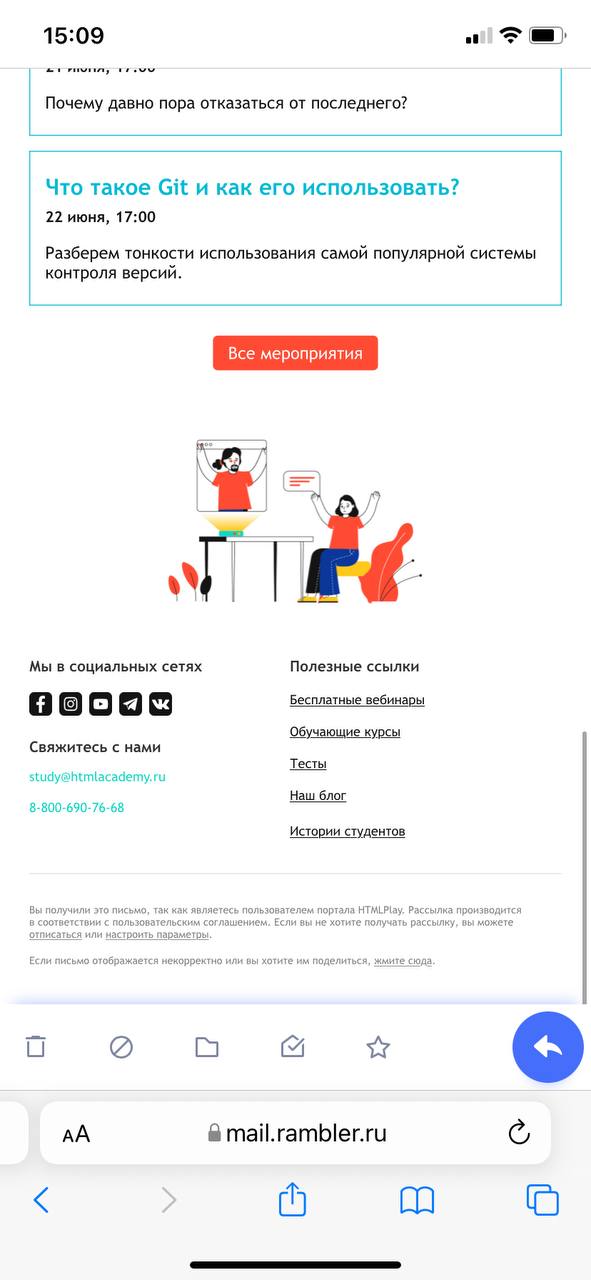 15:09
21 июня, 17:00
Почему давно пора отказаться от последнего?
Что такое Git и как его использовать?
22 июня, 17:00
Разберем тонкости использования самой популярной системы
контроля версий.
Все мероприятия
Мы в социальных сетях
Свяжитесь с нами
study@htmlacademy.ru
8-800-690-76-68
Полезные ссылки
Бесплатные вебинары
Обучающие курсы
Тесты
Наш блог
Истории студентов
Вы получили это письмо, так как являетесь пользователем портала HTMLPlay. Рассылка производится
в соответствии с пользовательским соглашением. Если вы не хотите получать рассылку, вы можете
отписаться или настроить параметры.
Если письмо отображается некорректно или вы хотите им поделиться, жмите сюда.
AA
mail.rambler.ru